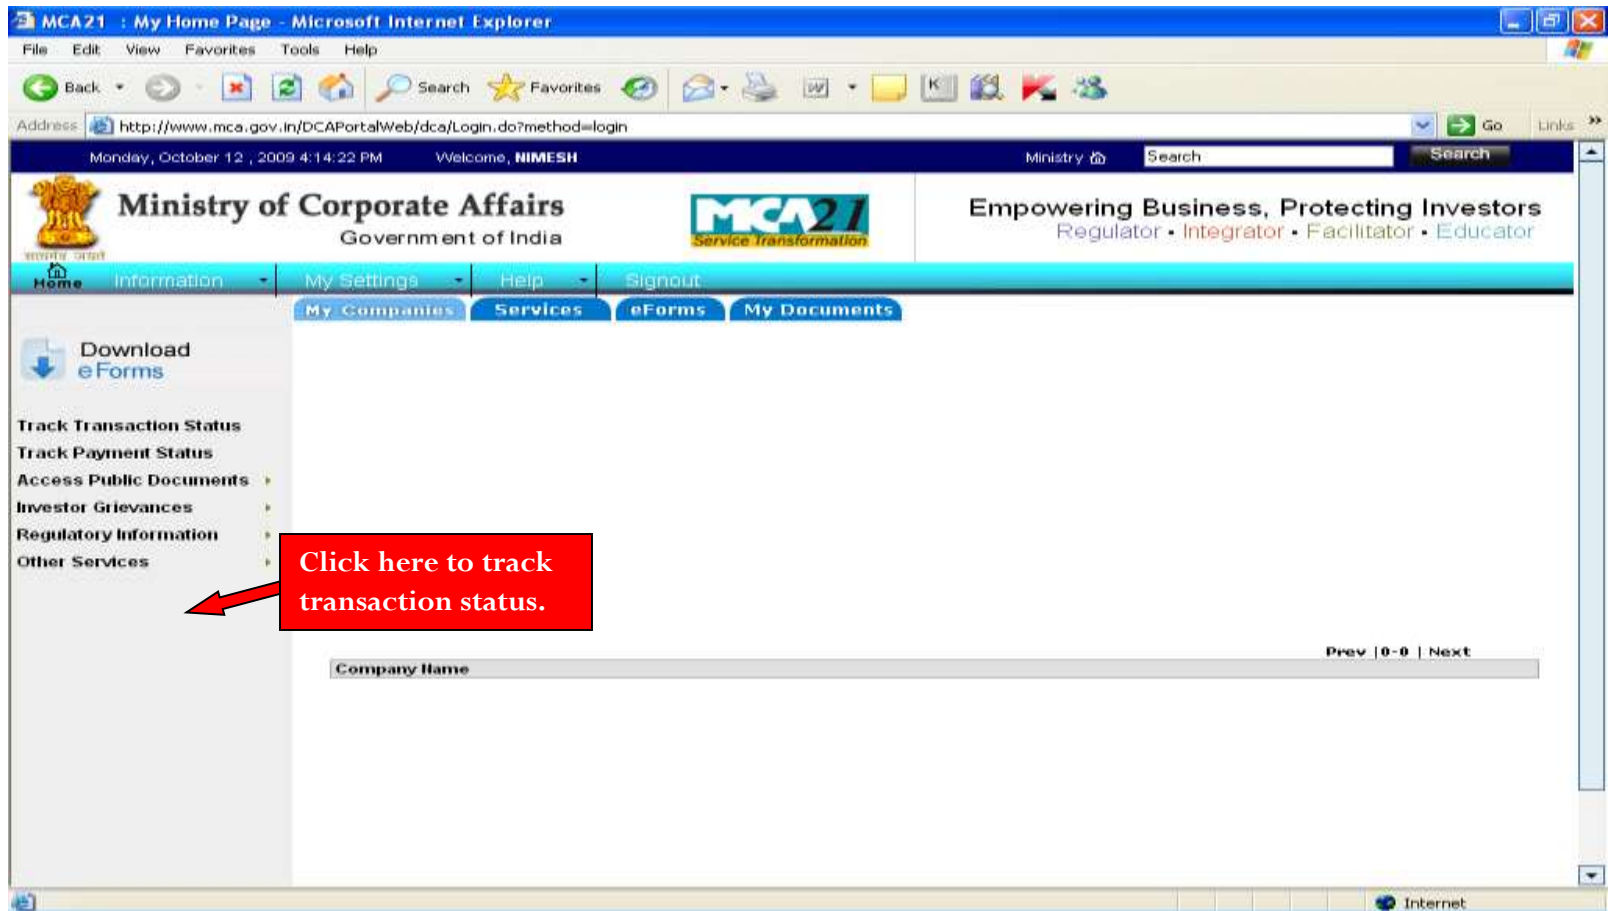 MCA21 : My Home Page - Microsoft Internet Explorer
File Edit View Favorites Tools Help
Back Search Favorites
Address http://www.mca.gov.in/DCAPortalWeb/dca/Login.do?method=login Go Links
Monday, October 12 , 2009 4:14:22 PM Welcome, NIMESH Ministry Search Search
Ministry of Corporate Affairs
Government of India
MCA21
Service Transformation
Empowering Business, Protecting Investors
Regulator • Integrator • Facilitator • Educator
सत्यमेव जयते
Home Information My Settings Help Signout
My Companies Services eForms My Documents
Download
eForms
Track Transaction Status
Track Payment Status
Access Public Documents
Investor Grievances
Regulatory Information
Other Services
Click here to track
transaction status.
Prev |0-0 | Next
Company Name
Internet